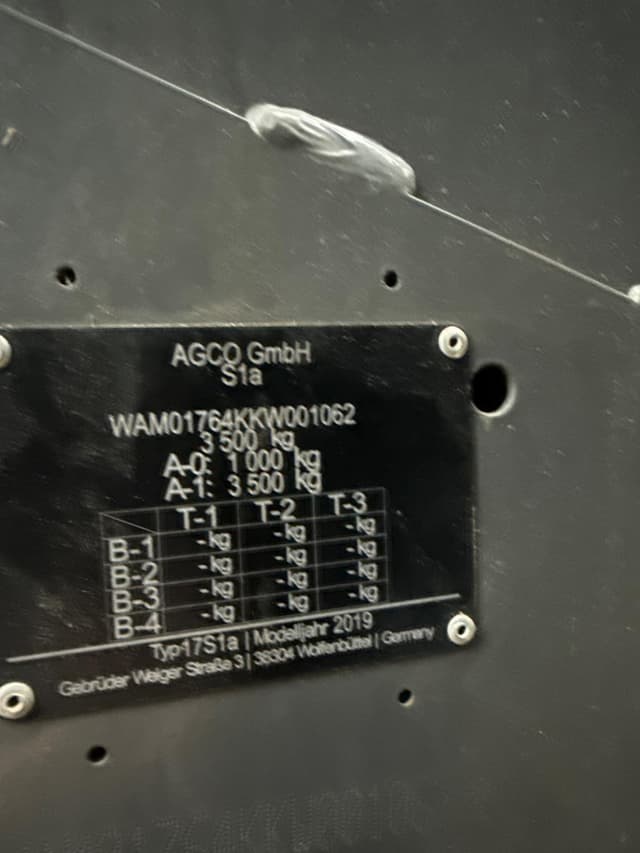 AGCO GmbH
S1a
WAM01764KKW001062
3 500 kg
A-0: 1 000 kg
A-1: 3 500 kg
T-1 T-2 T-3
B-1 -kg -kg -kg
B-2 -kg -kg -kg
B-3 -kg -kg -kg
B-4 -kg -kg -kg
Typ17S1a | Modelljahr 2019
Gebrüder Welger Straße 3 | 38304 Wolfenbüttel | Germany